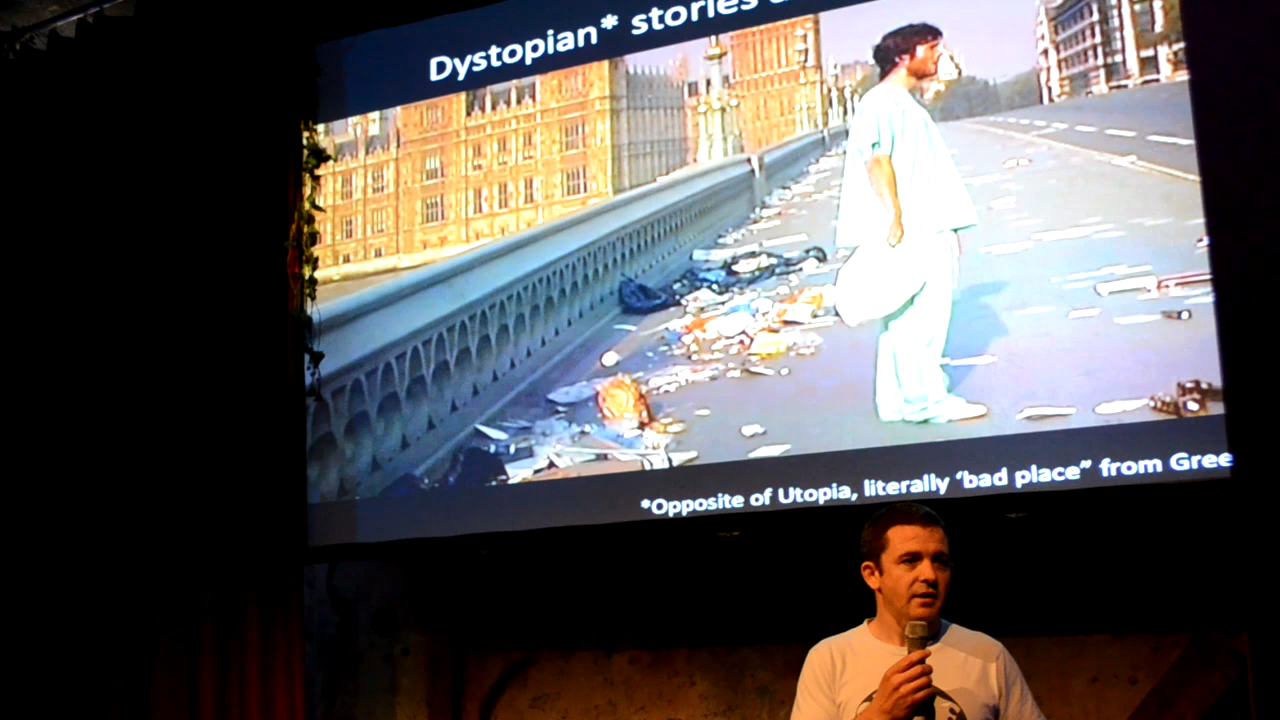 Dystopian* stories
*Opposite of Utopia, literally ‘bad place” from Gree